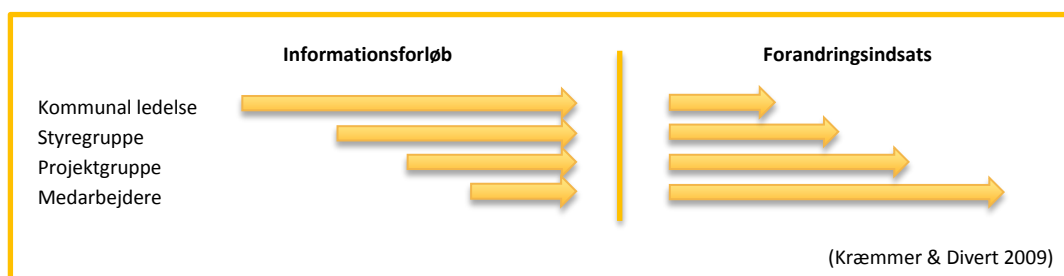 Informationsforløb
Forandringsindsats
Kommunal ledelse
Styregruppe
Projektgruppe
Medarbejdere
(Kræmmer & Divert 2009)